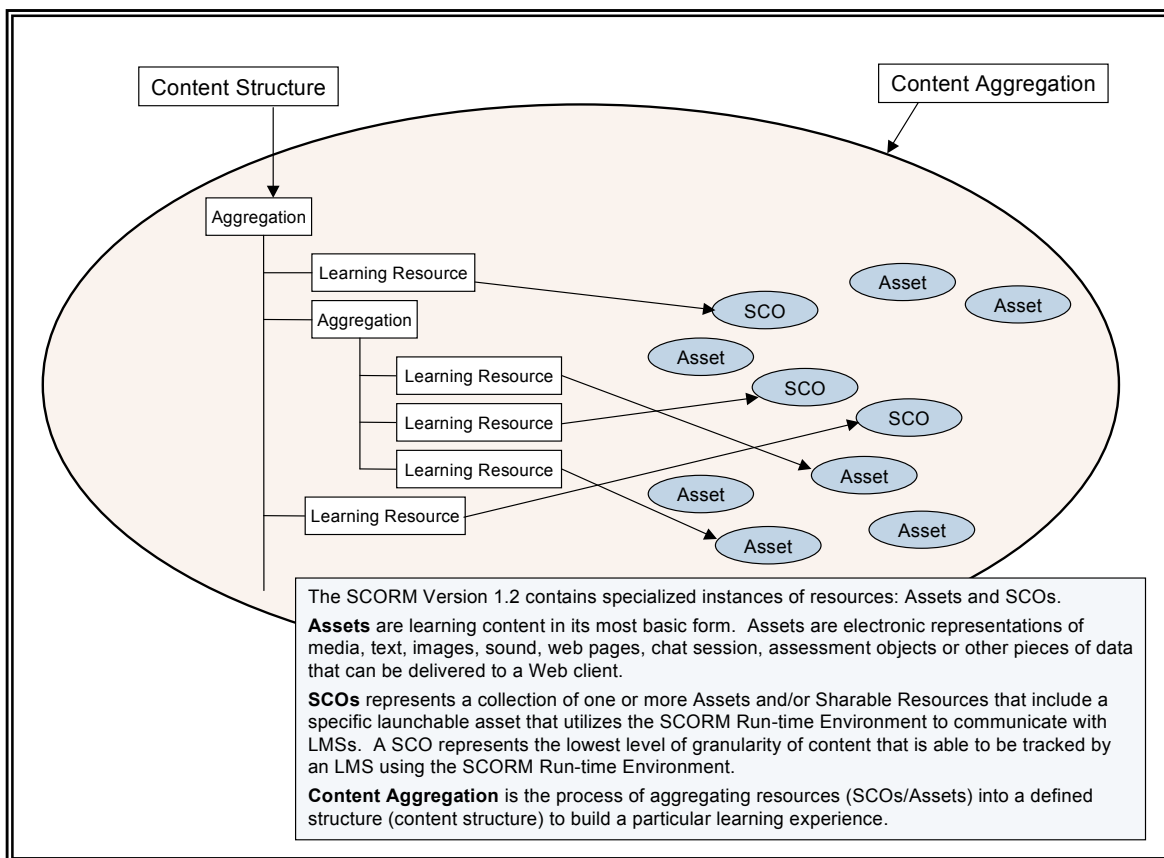 Content Structure
Content Aggregation
Aggregation
Learning Resource
Asset
Asset
SCO
Aggregation
Asset
Learning Resource
SCO
Learning Resource
SCO
Learning Resource
Asset
Asset
Learning Resource
Asset
Asset
The SCORM Version 1.2 contains specialized instances of resources: Assets and SCOs.
Assets are learning content in its most basic form. Assets are electronic representations of
media, text, images, sound, web pages, chat session, assessment objects or other pieces of data
that can be delivered to a Web client.
SCOs represents a collection of one or more Assets and/or Sharable Resources that include a
specific launchable asset that utilizes the SCORM Run-time Environment to communicate with
LMSs. A SCO represents the lowest level of granularity of content that is able to be tracked by
an LMS using the SCORM Run-time Environment.
Content Aggregation is the process of aggregating resources (SCOs/Assets) into a defined
structure (content structure) to build a particular learning experience.